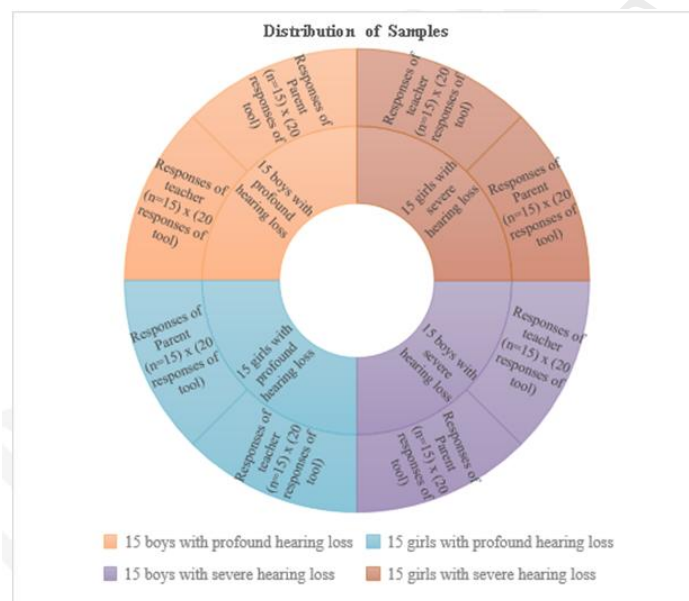 Distribution of Samples
Responses of
Parent
(n=15) x (20
responses of
tool)
Responses of
teacher
(n=15) x (20
responses of
tool)
Responses of
teacher
(n=15) x (20
responses of
tool)
15 boys with
profound
hearing loss
15 girls with
severe
hearing loss
Responses of
Parent
(n=15) x (20
responses of
tool)
Responses of
Parent
(n=15) x (20
responses of
tool)
15 girls with
profound
hearing loss
15 boys with
severe
hearing loss
Responses of
teacher
(n=15) x (20
responses of
tool)
Responses of
teacher
(n=15) x (20
responses of
tool)
Responses of
Parent
(n=15) x (20
responses of
tool)
15 boys with profound hearing loss
15 girls with profound hearing loss
15 boys with severe hearing loss
15 girls with severe hearing loss